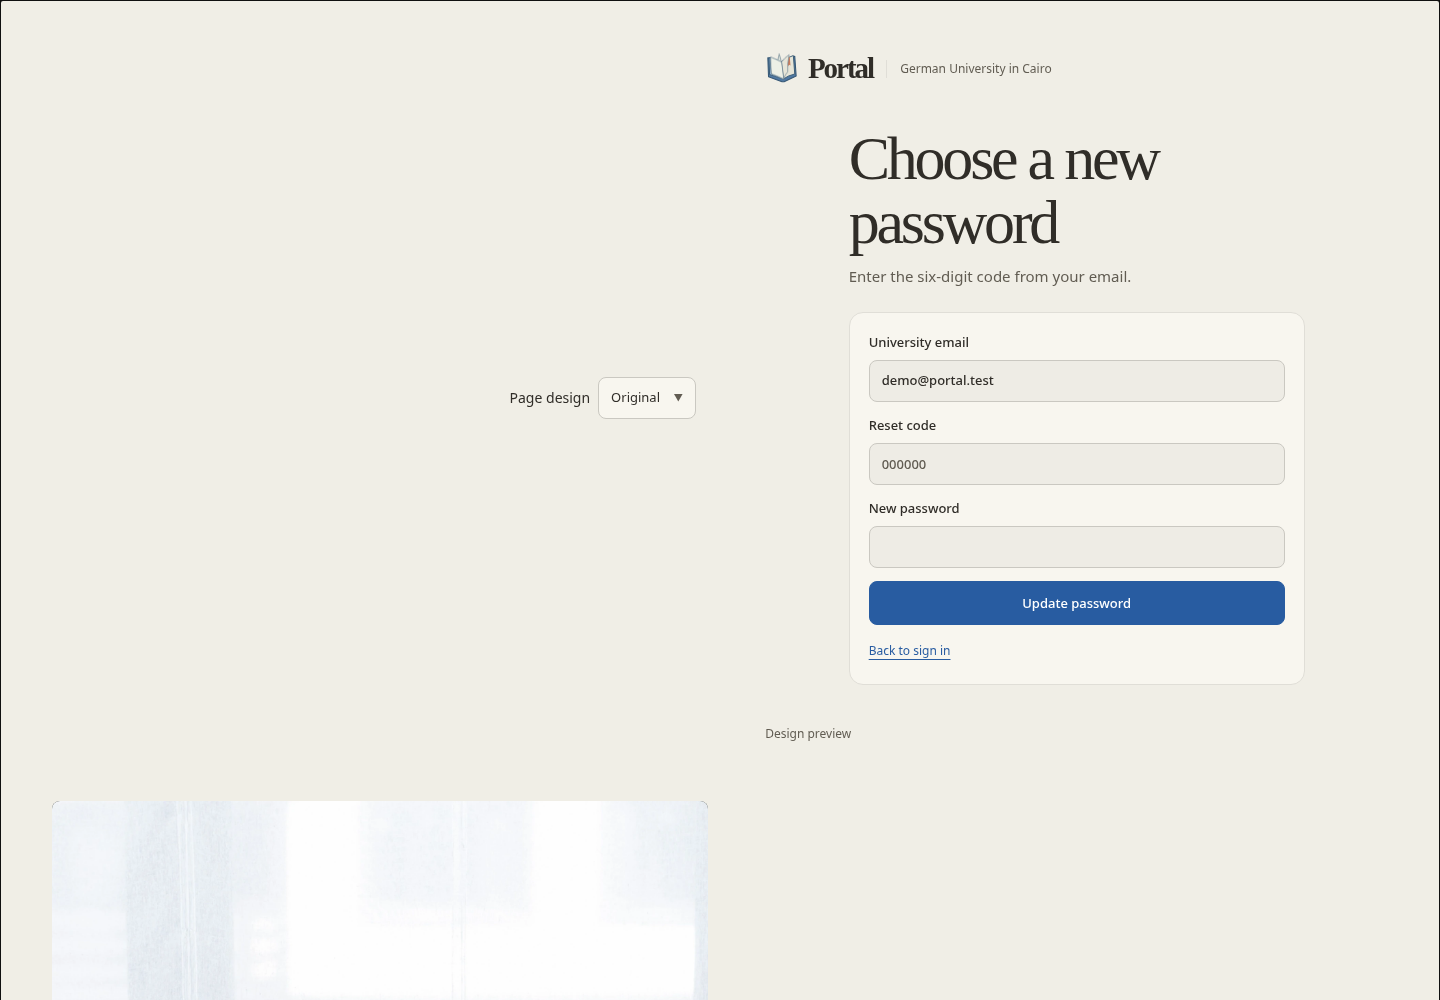 Portal
German University in Cairo
Choose a new
password
Enter the six-digit code from your email.
University email
demo@portal.test
Reset code
000000
New password
Update password
Back to sign in
Page design
Original
Design preview